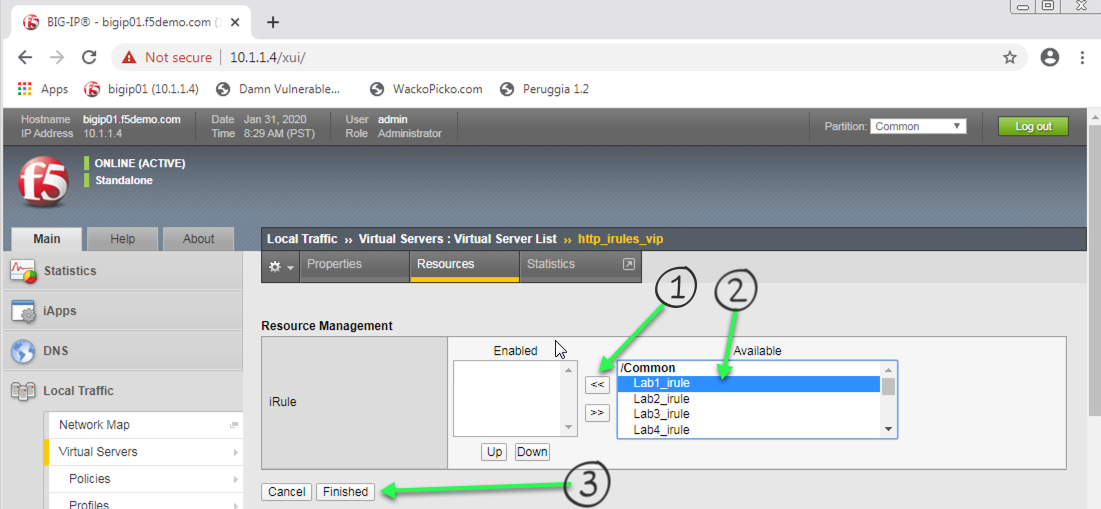 BIG-IP® - bigip01.f5demo.com (
Not secure | 10.1.1.4/xui/
Apps bigip01 (10.1.1.4) Damn Vulnerable... WackoPicko.com Peruggia 1.2
Hostname bigip01.f5demo.com Date Jan 31, 2020 User admin
IP Address 10.1.1.4 Time 8:29 AM (PST) Role Administrator
Partition: Common Log out
f5
ONLINE (ACTIVE)
Standalone
Main Help About
Local Traffic ›› Virtual Servers : Virtual Server List ›› http_irules_vip
Properties Resources Statistics
Statistics
iApps
DNS
Local Traffic
Network Map
Virtual Servers
Policies
Profiles
1 2
Resource Management
Enabled Available
iRule
<<
>>
/Common
Lab1_irule
Lab2_irule
Lab3_irule
Lab4_irule
Up Down
Cancel Finished 3